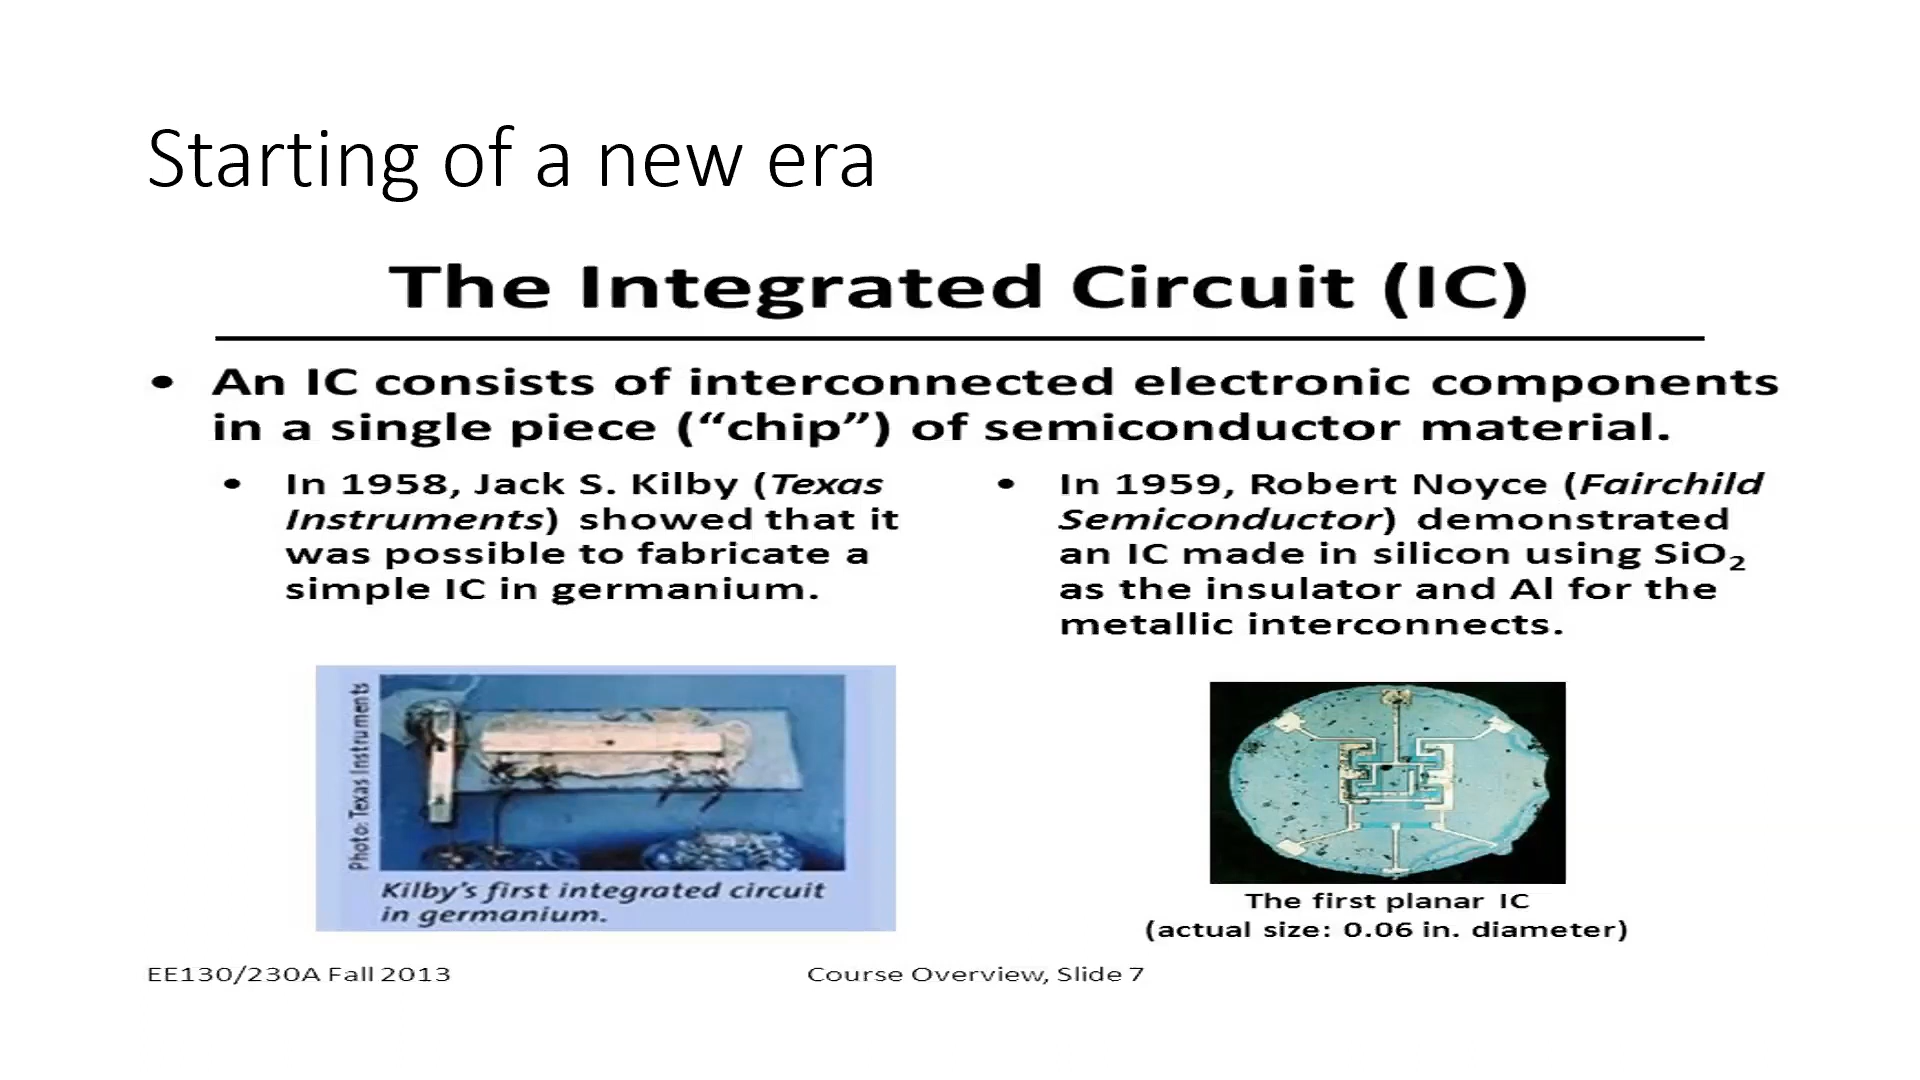 Starting of a new era
The Integrated Circuit (IC)
• An IC consists of interconnected electronic components
in a single piece (“chip”) of semiconductor material.
• In 1958, Jack S. Kilby (Texas
Instruments) showed that it
was possible to fabricate a
simple IC in germanium.
• In 1959, Robert Noyce (Fairchild
Semiconductor) demonstrated
an IC made in silicon using SiO₂
as the insulator and Al for the
metallic interconnects.
Photo: Texas Instruments
Kilby’s first integrated circuit
in germanium.
The first planar IC
(actual size: 0.06 in. diameter)
EE130/230A Fall 2013
Course Overview, Slide 7